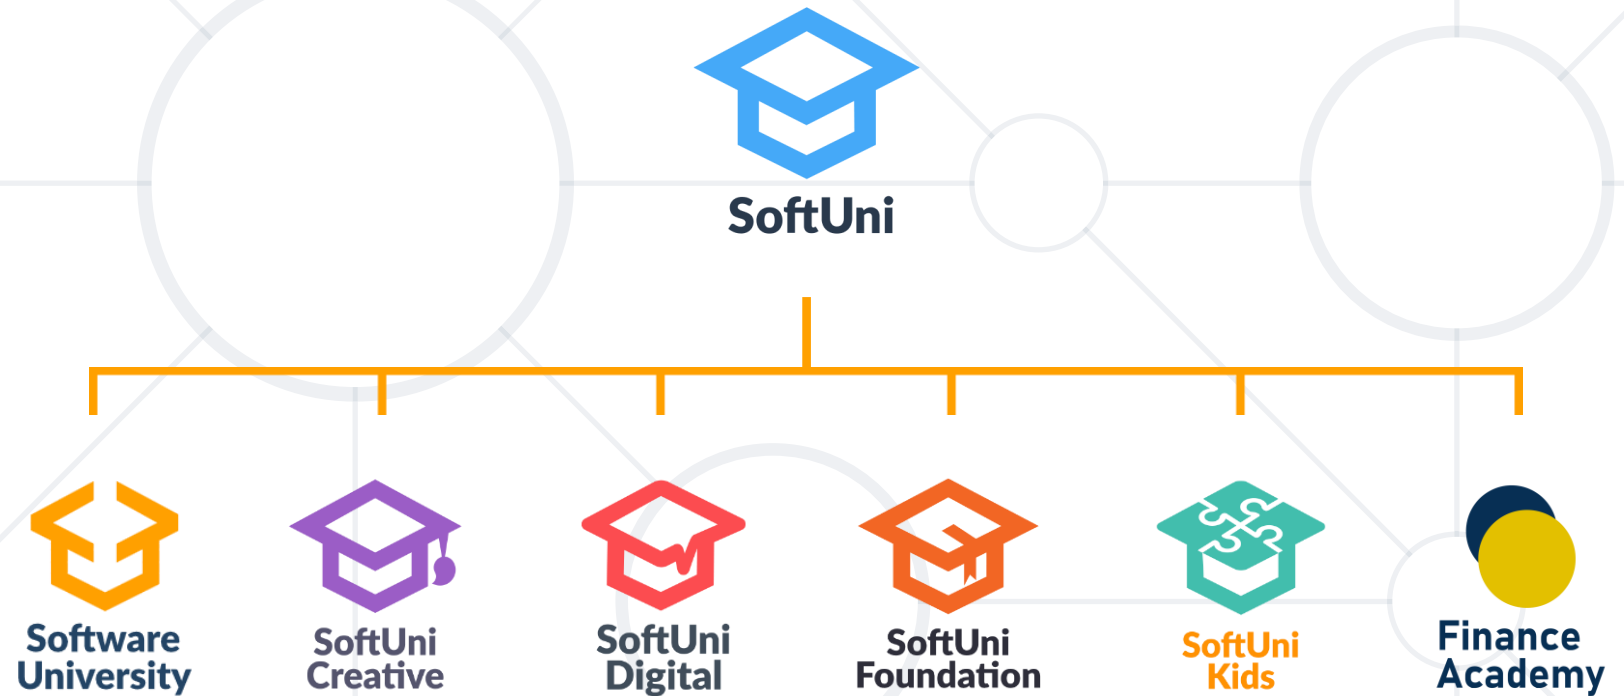 SoftUni
Software
University
SoftUni
Creative
SoftUni
Digital
SoftUni
Foundation
SoftUni
Kids
Finance
Academy